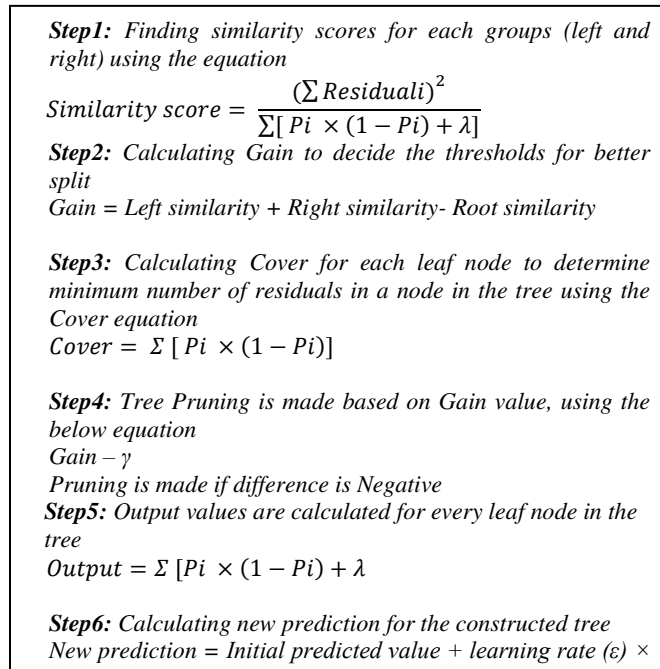 Step1: Finding similarity scores for each groups (left and
right) using the equation
Similarity score = (∑ Residuali)² / ∑[ Pi × (1 − Pi) + λ]
Step2: Calculating Gain to decide the thresholds for better
split
Gain = Left similarity + Right similarity- Root similarity
Step3: Calculating Cover for each leaf node to determine
minimum number of residuals in a node in the tree using the
Cover equation
Cover = Σ [ Pi × (1 − Pi)]
Step4: Tree Pruning is made based on Gain value, using the
below equation
Gain – γ
Pruning is made if difference is Negative
Step5: Output values are calculated for every leaf node in the
tree
Output = Σ [Pi × (1 − Pi) + λ
Step6: Calculating new prediction for the constructed tree
New prediction = Initial predicted value + learning rate (ε) ×